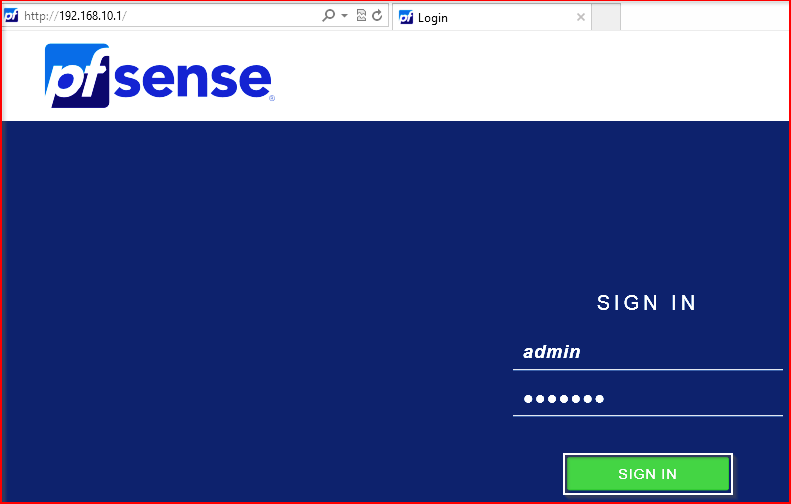 http://192.168.10.1/
Login
pfsense®
SIGN IN
admin
●●●●●●●
SIGN IN